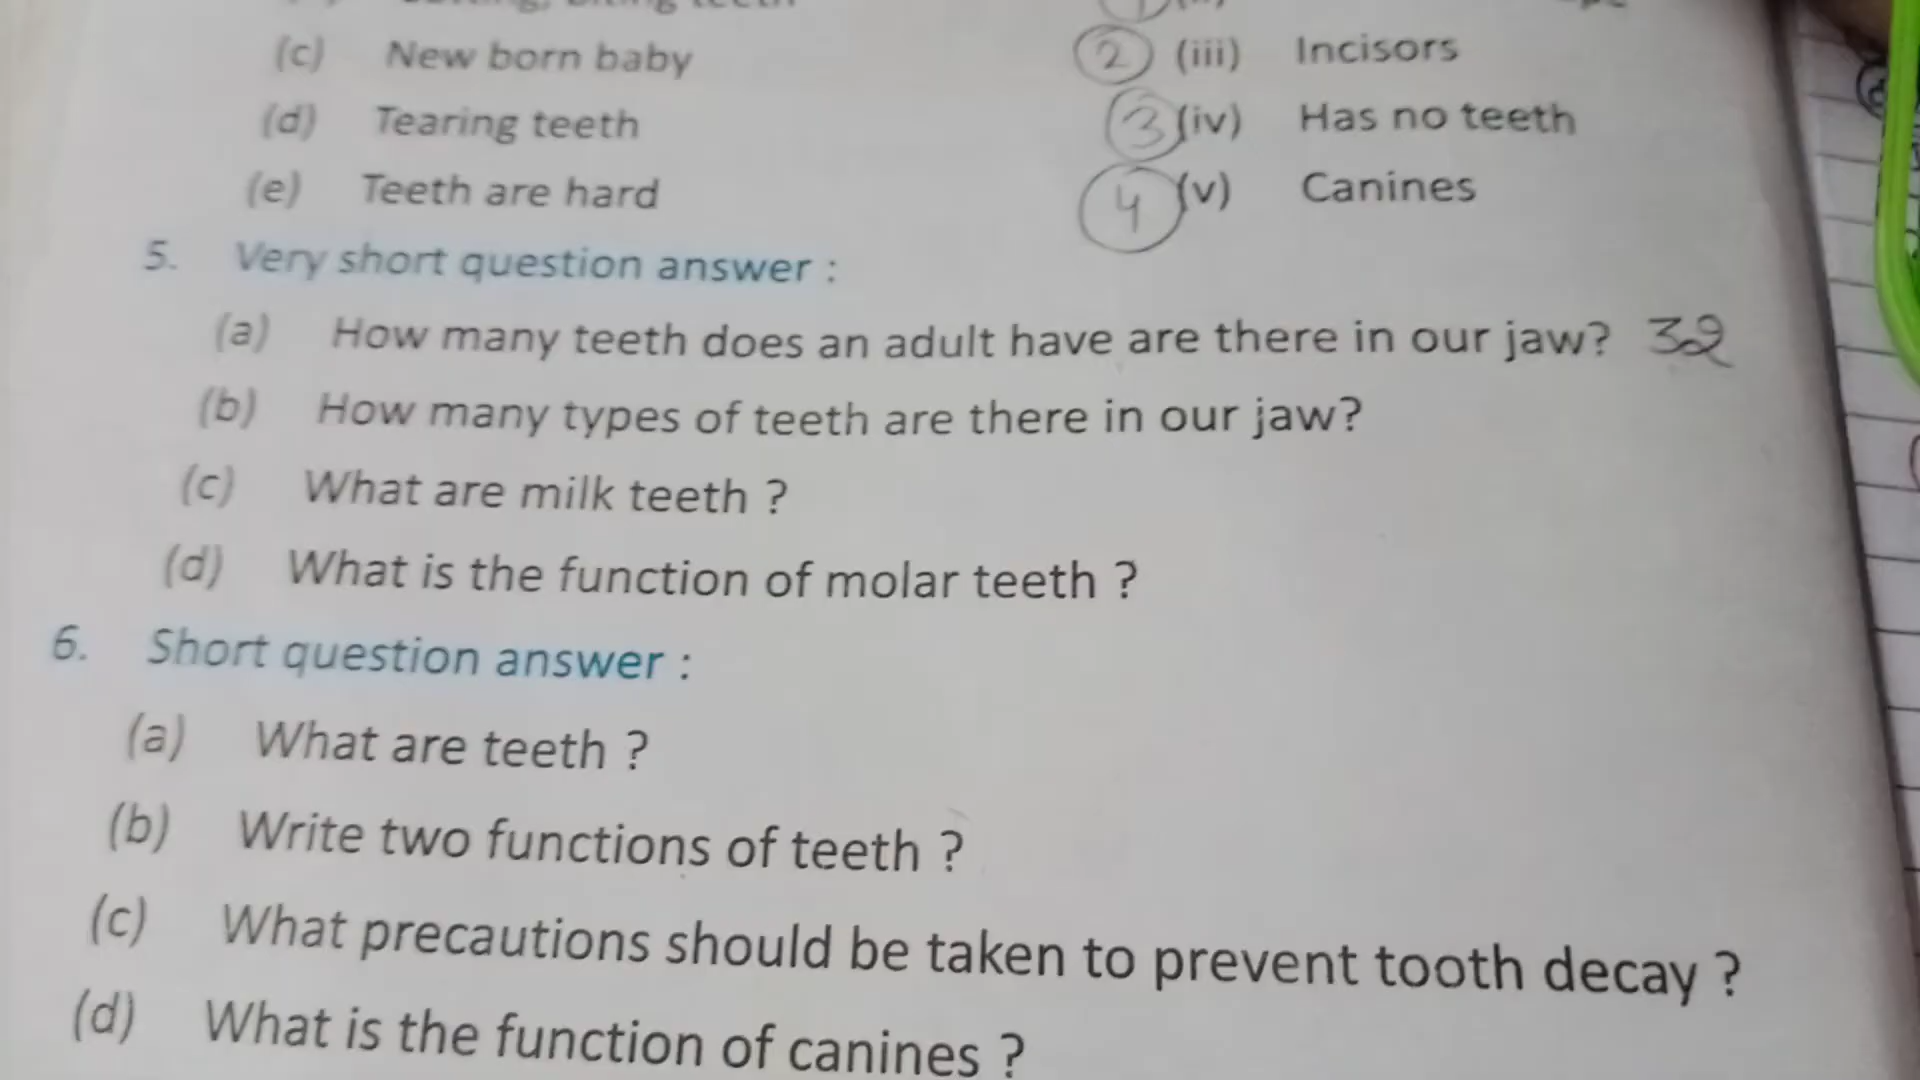 (c) New born baby ② (iii) Incisors
(d) Tearing teeth ③ (iv) Has no teeth
(e) Teeth are hard ④ (v) Canines
5. Very short question answer :
(a) How many teeth does an adult have are there in our jaw? 32
(b) How many types of teeth are there in our jaw?
(c) What are milk teeth ?
(d) What is the function of molar teeth ?
6. Short question answer :
(a) What are teeth ?
(b) Write two functions of teeth ?
(c) What precautions should be taken to prevent tooth decay ?
(d) What is the function of canines ?